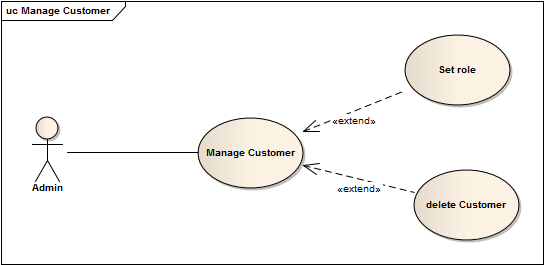 uc Manage Customer
Set role
«extend»
Manage Customer
Admin
«extend»
delete Customer